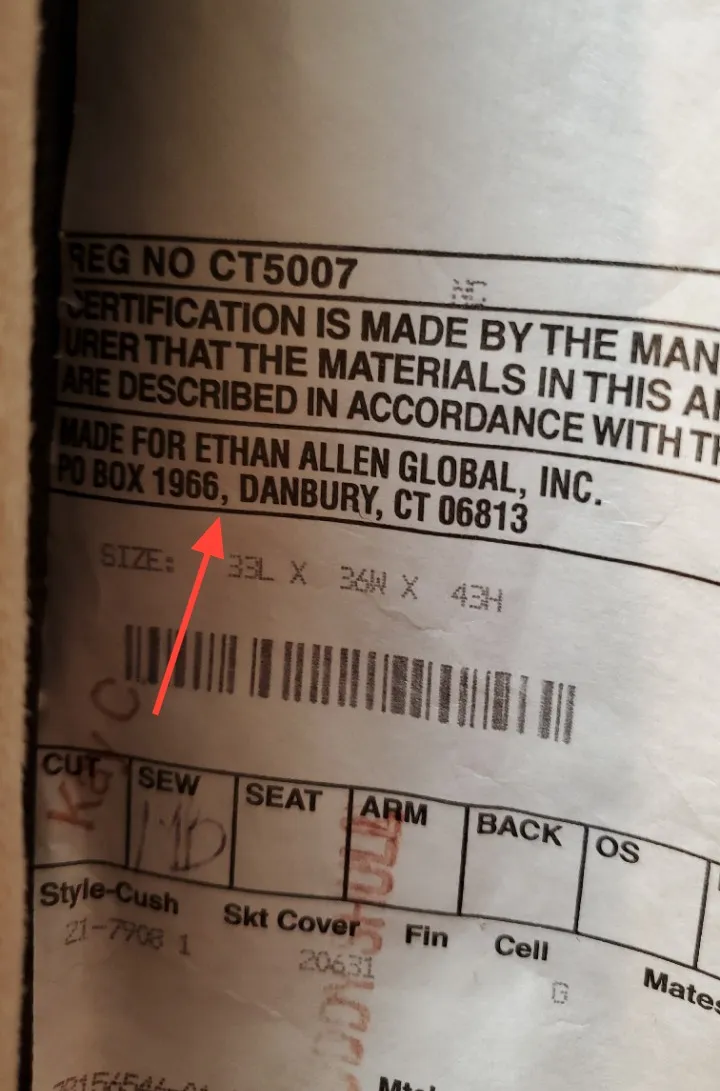 REG NO CT5007
CERTIFICATION IS MADE BY THE MAN
URER THAT THE MATERIALS IN THIS A
ARE DESCRIBED IN ACCORDANCE WITH TH
MADE FOR ETHAN ALLEN GLOBAL, INC.
PO BOX 1966, DANBURY, CT 06813
SIZE: 33L X 36W X 43H
CUT SEW SEAT ARM BACK OS
Style-Cush Skt Cover Fin Cell Mates
21-7908 1 20631 G